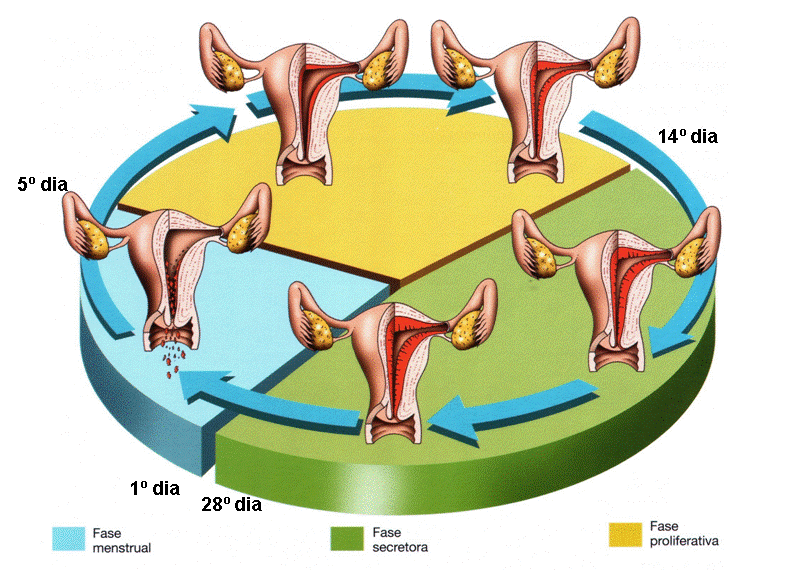 14º dia
5º dia
1º dia
28º dia
Fase
menstrual
Fase
secretora
Fase
proliferativa